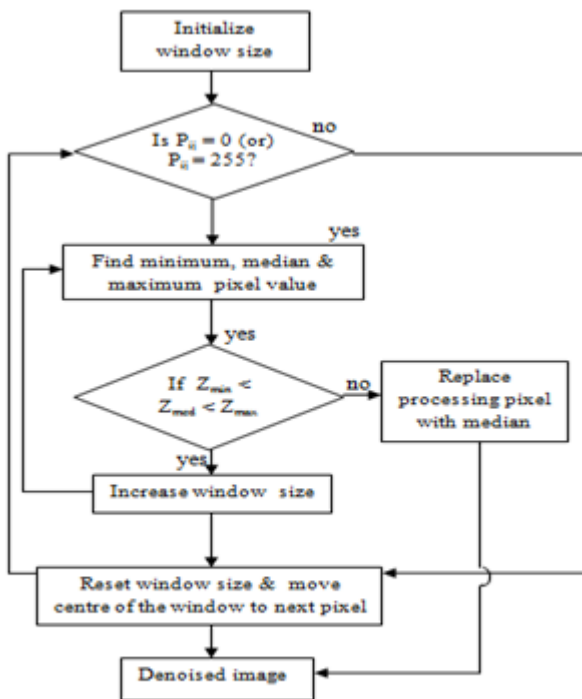 Initialize
window size
Is Pij = 0 (or)
Pij = 255?
no
yes
Find minimum, median &
maximum pixel value
yes
If Zmin <
Zmed < Zmax
no
Replace
processing pixel
with median
yes
Increase window size
Reset window size & move
centre of the window to next pixel
Denoised image